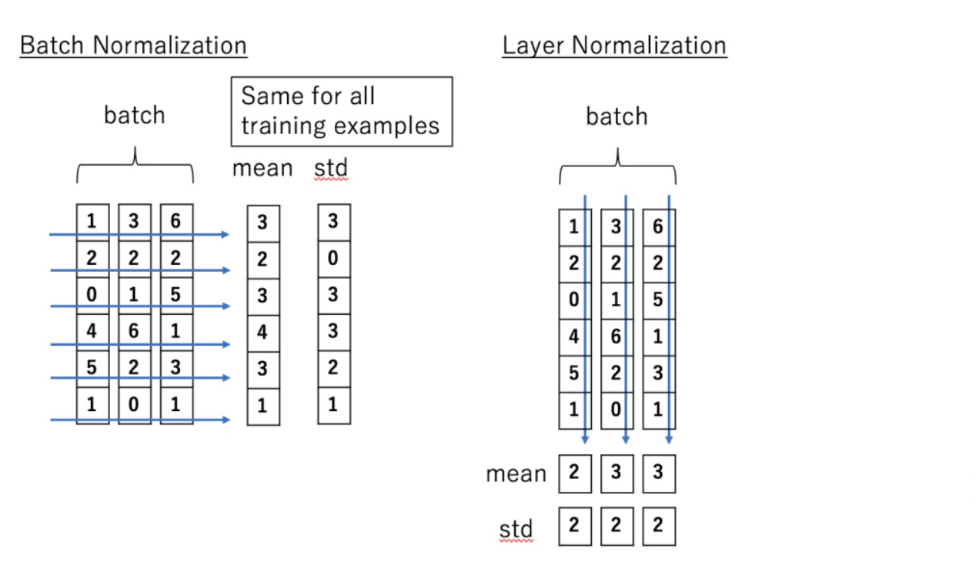 Batch Normalization
Same for all
training examples
batch
mean std
1 3 6 3 3
2 2 2 2 0
0 1 5 3 3
4 6 1 4 3
5 2 3 3 2
1 0 1 1 1
Layer Normalization
batch
1 3 6
2 2 2
0 1 5
4 6 1
5 2 3
1 0 1
mean 2 3 3
std 2 2 2